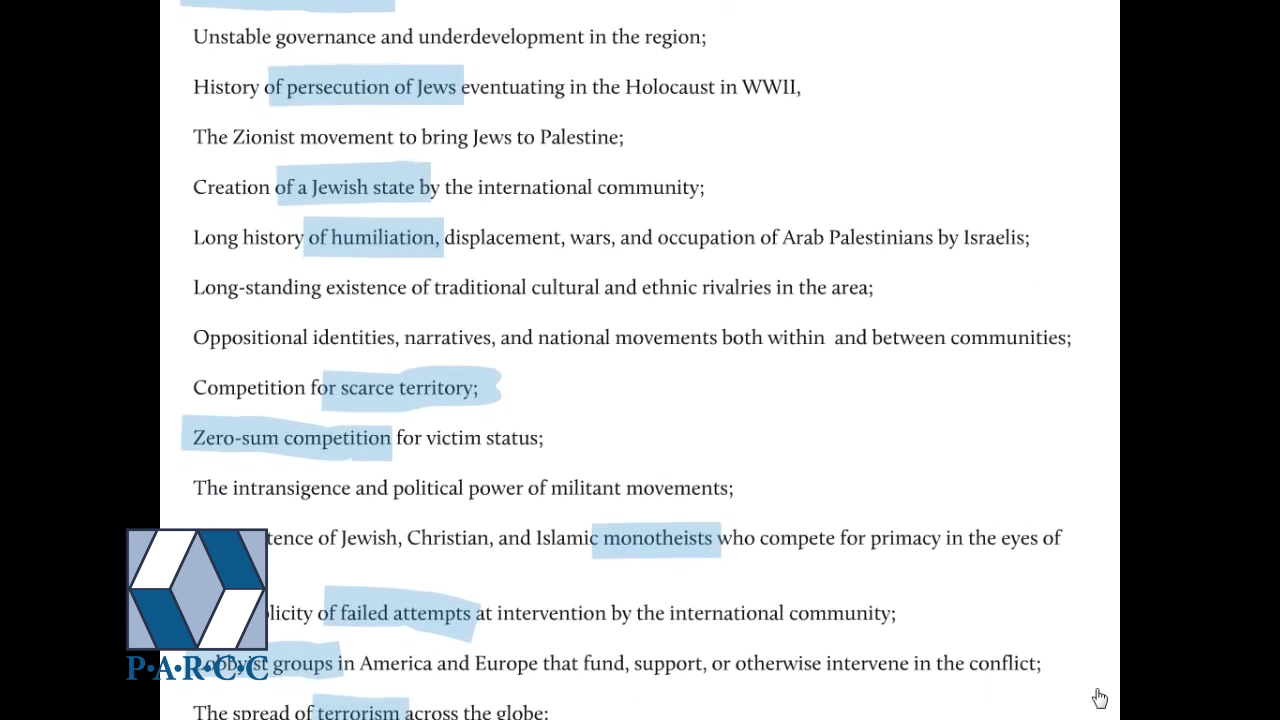 Unstable governance and underdevelopment in the region;
History of persecution of Jews eventuating in the Holocaust in WWII,
The Zionist movement to bring Jews to Palestine;
Creation of a Jewish state by the international community;
Long history of humiliation, displacement, wars, and occupation of Arab Palestinians by Israelis;
Long-standing existence of traditional cultural and ethnic rivalries in the area;
Oppositional identities, narratives, and national movements both within and between communities;
Competition for scarce territory;
Zero-sum competition for victim status;
The intransigence and political power of militant movements;
tence of Jewish, Christian, and Islamic monotheists who compete for primacy in the eyes of
licity of failed attempts at intervention by the international community;
groups in America and Europe that fund, support, or otherwise intervene in the conflict;
P·A·R·C·C
The spread of terrorism across the globe;